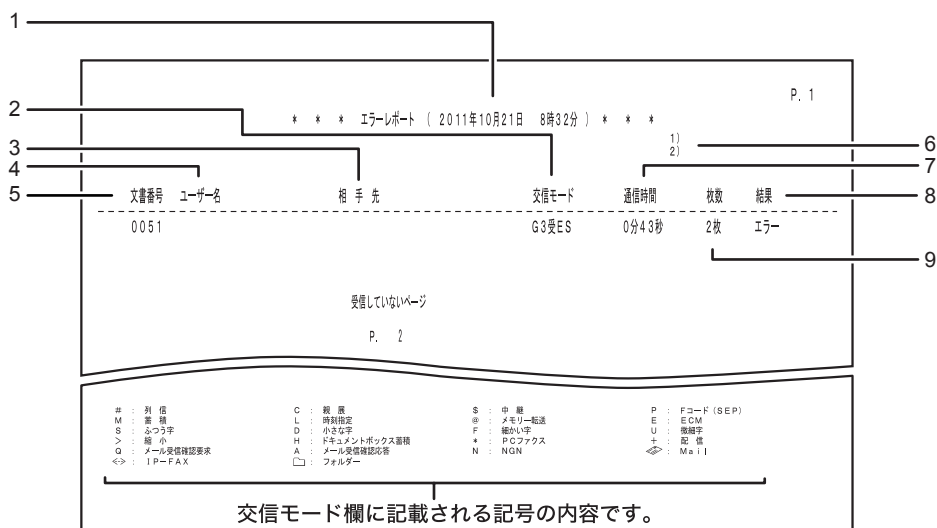 1
P. 1
2
* * * エラーレポート ( 2011年10月21日 8時32分 ) * * *
3
1)
2)
6
4
7
5
文書番号 ユーザー名 相手先 交信モード 通信時間 枚数 結果
8
0051 G3受ES 0分43秒 2枚 エラー
9
受信していないページ
P. 2
# : 列信 C : 親展 $ : 中継 P : Fコード(SEP)
M : 蓄積 L : 時刻指定 @ : メモリー転送 E : ECM
S : ふつう字 D : 小さな字 F : 細かい字 U : 微細字
> : 縮小 H : ドキュメントボックス蓄積 * : PCファクス + : 配信
Q : メール受信確認要求 A : メール受信確認応答 N : NGN : Mail
<-> : IP-FAX : フォルダー
交信モード欄に記載される記号の内容です。